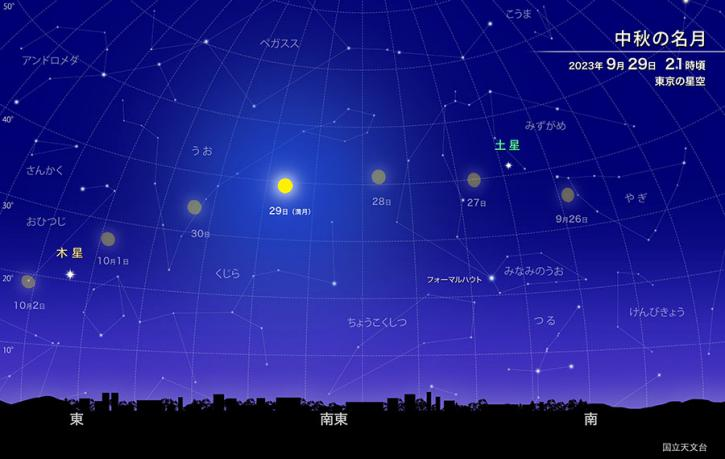 50°
こうま
中秋の名月
ペガスス
アンドロメダ
2023年 9月 29日 21時頃
東京の星空
40°
みずがめ
土星
うお
さんかく
やぎ
28日
27日
9月26日
30°
29日（満月）
おひつじ
30日
木星
10月1日
くじら
みなみのうお
フォーマルハウト
20°
10月2日
けんびきょう
ちょうこくしつ
つる
10°
東
南東
南
国立天文台